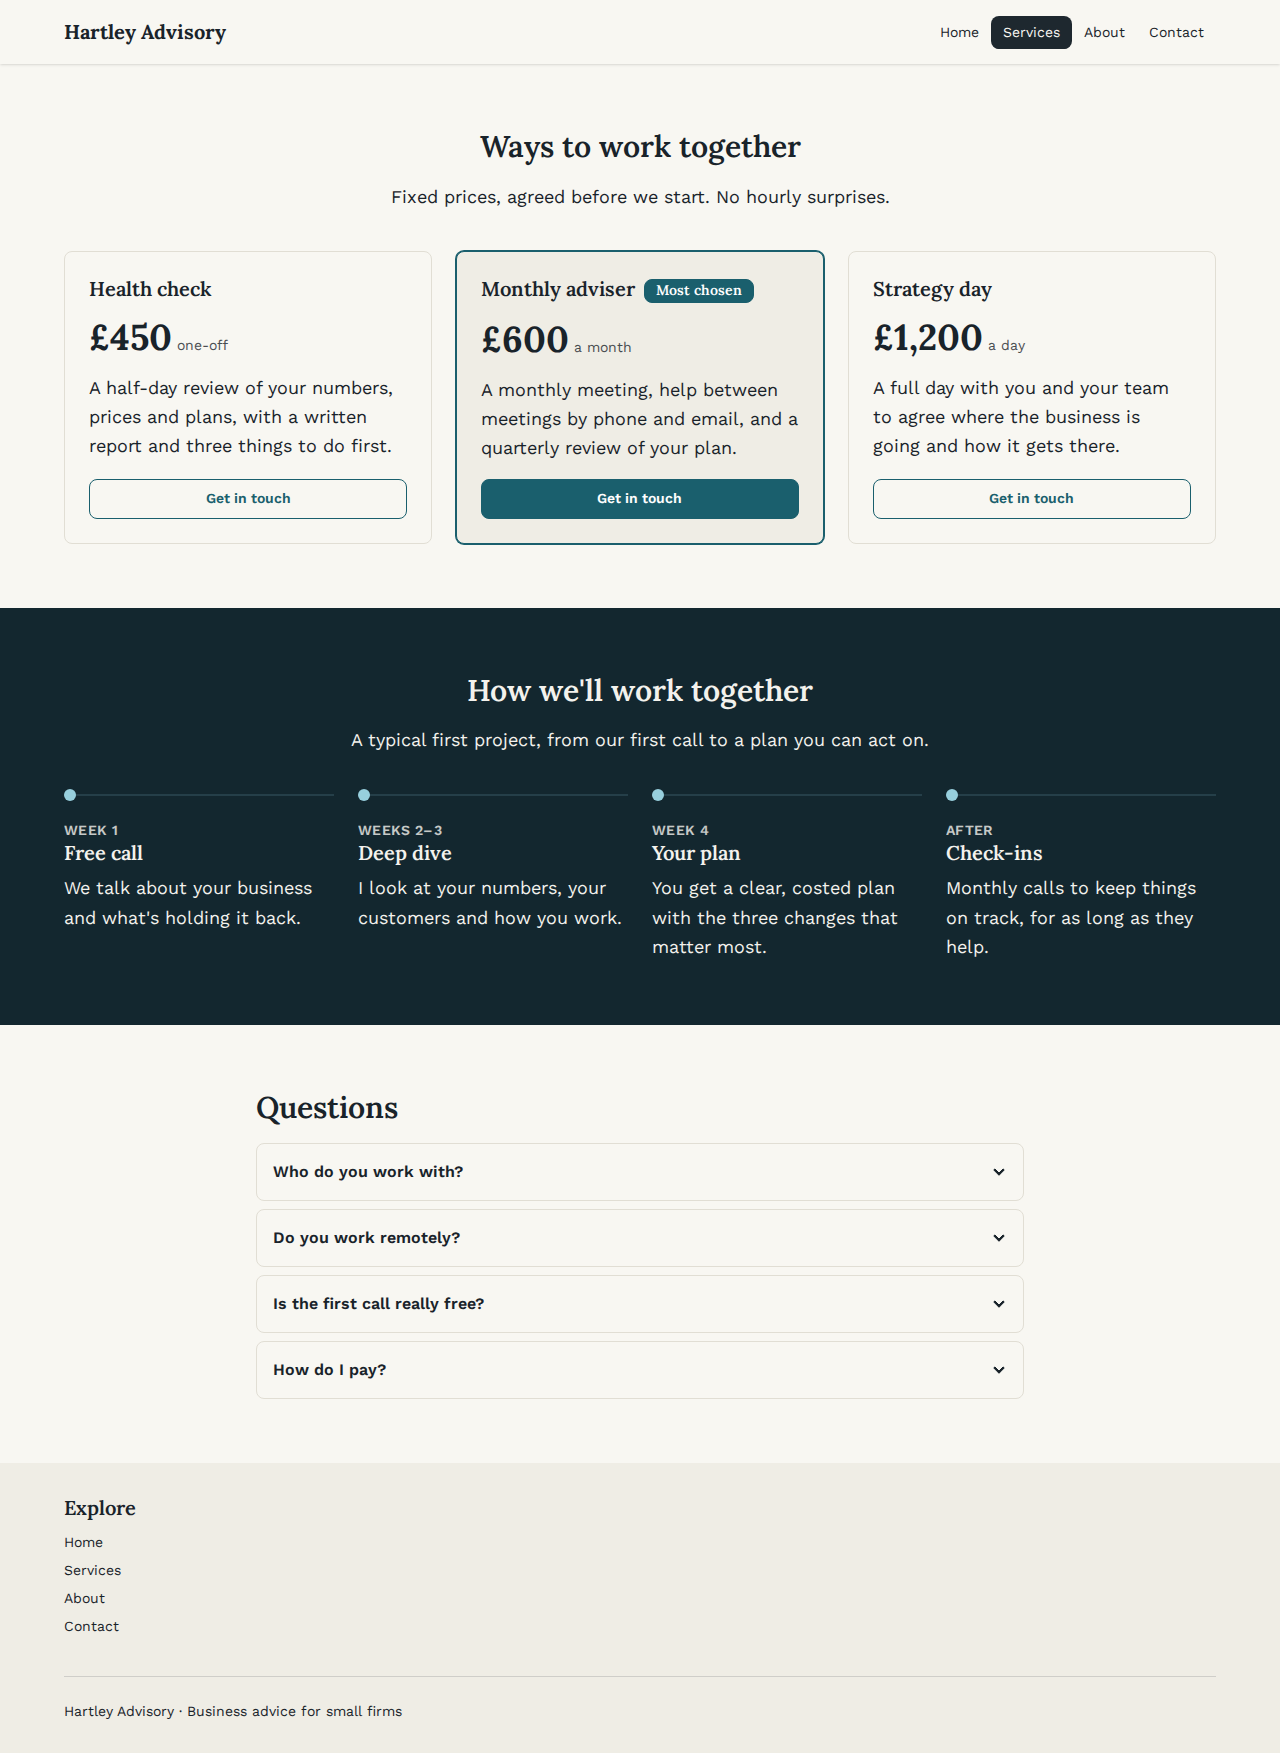 Hartley Advisory
Home Services About Contact
Ways to work together
Fixed prices, agreed before we start. No hourly surprises.
Health check
£450 one-off
A half-day review of your numbers,
prices and plans, with a written
report and three things to do first.
Get in touch
Monthly adviser Most chosen
£600 a month
A monthly meeting, help between
meetings by phone and email, and a
quarterly review of your plan.
Get in touch
Strategy day
£1,200 a day
A full day with you and your team
to agree where the business is
going and how it gets there.
Get in touch
How we'll work together
A typical first project, from our first call to a plan you can act on.
WEEK 1
Free call
We talk about your business
and what's holding it back.
WEEKS 2–3
Deep dive
I look at your numbers, your
customers and how you work.
WEEK 4
Your plan
You get a clear, costed plan
with the three changes that
matter most.
AFTER
Check-ins
Monthly calls to keep things
on track, for as long as they
help.
Questions
Who do you work with?
Do you work remotely?
Is the first call really free?
How do I pay?
Explore
Home
Services
About
Contact
Hartley Advisory · Business advice for small firms